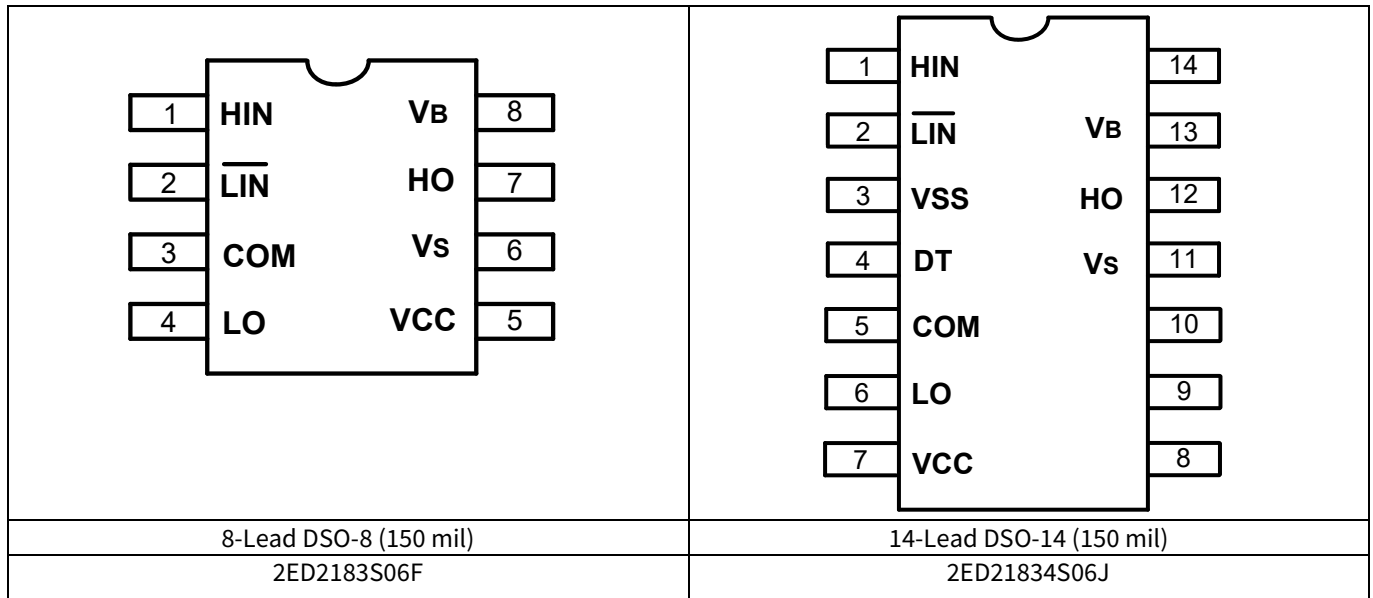 1 HIN VB 8
2 LIN HO 7
3 COM VS 6
4 LO VCC 5
8-Lead DSO-8 (150 mil)
2ED2183S06F
1 HIN 14
2 LIN VB 13
3 VSS HO 12
4 DT VS 11
5 COM 10
6 LO 9
7 VCC 8
14-Lead DSO-14 (150 mil)
2ED21834S06J